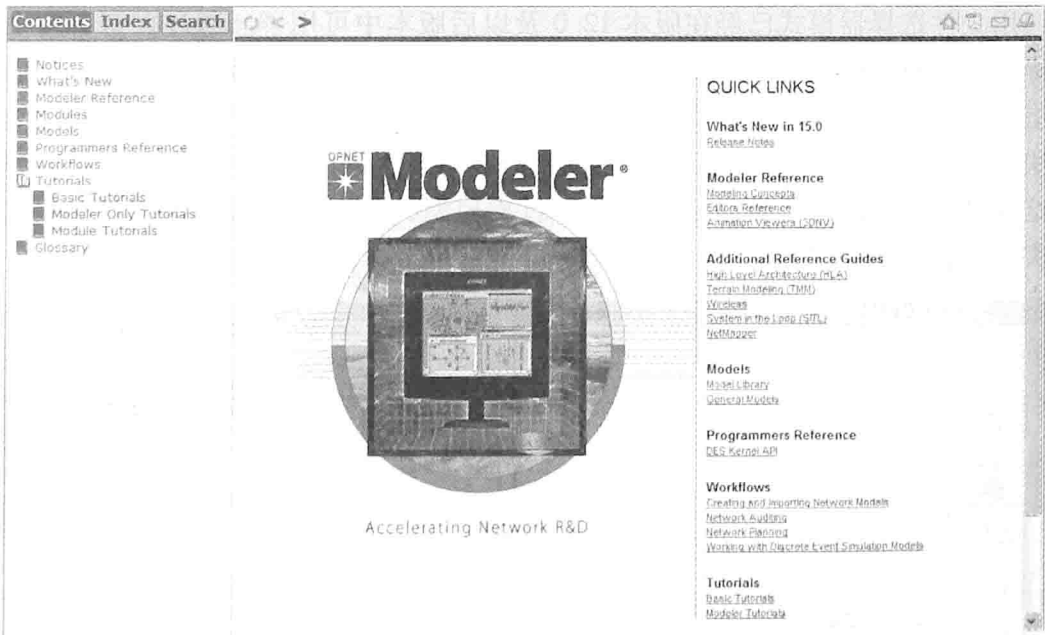 Contents Index Search
Notices
What's New
Modeler Reference
Modules
Models
Programmers Reference
Workflows
Tutorials
Basic Tutorials
Modeler Only Tutorials
Module Tutorials
Glossary
OPNET
Modeler®
Accelerating Network R&D
QUICK LINKS
What's New in 15.0
Release Notes
Modeler Reference
Modeling Concepts
Editors Reference
Animation Viewers (3DNV)
Additional Reference Guides
High Level Architecture (HLA)
Terrain Modeling (TMM)
Wireless
System in the Loop (SITL)
NetMapper
Models
Model Library
General Models
Programmers Reference
DES Kernel API
Workflows
Creating and Importing Network Models
Network Auditing
Network Planning
Working with Discrete Event Simulation Models
Tutorials
Basic Tutorials
Modeler Tutorials